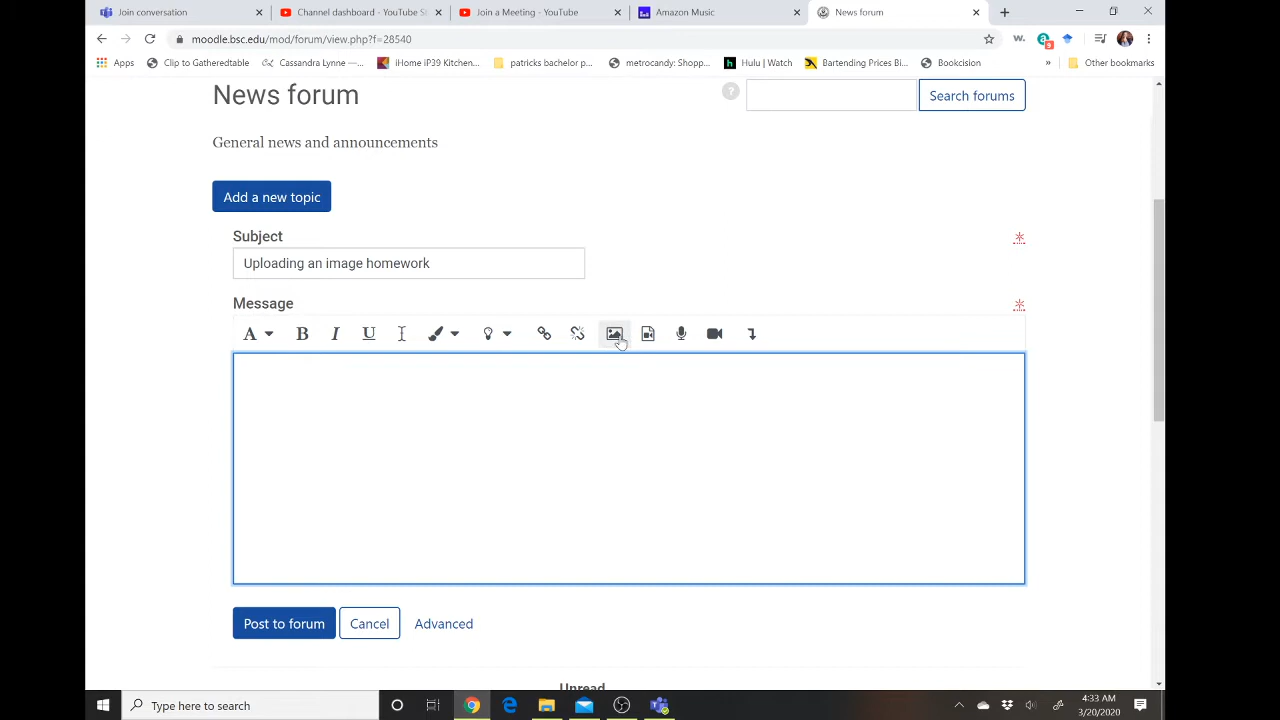 Join conversation
Channel dashboard - YouTube St
Join a Meeting - YouTube
Amazon Music
News forum
moodle.bsc.edu/mod/forum/view.php?f=28540
W.
9
Apps
Clip to Gatheredtable
Cassandra Lynne —...
iHome iP39 Kitchen...
patricks bachelor p...
metrocandy: Shopp...
Hulu | Watch
Bartending Prices Bi...
Bookcision
»
Other bookmarks
News forum
?
Search forums
General news and announcements
Add a new topic
Subject
Uploading an image homework
Message
A
B
I
U
Post to forum
Cancel
Advanced
Unread
Type here to search
4:33 AM
3/20/2020